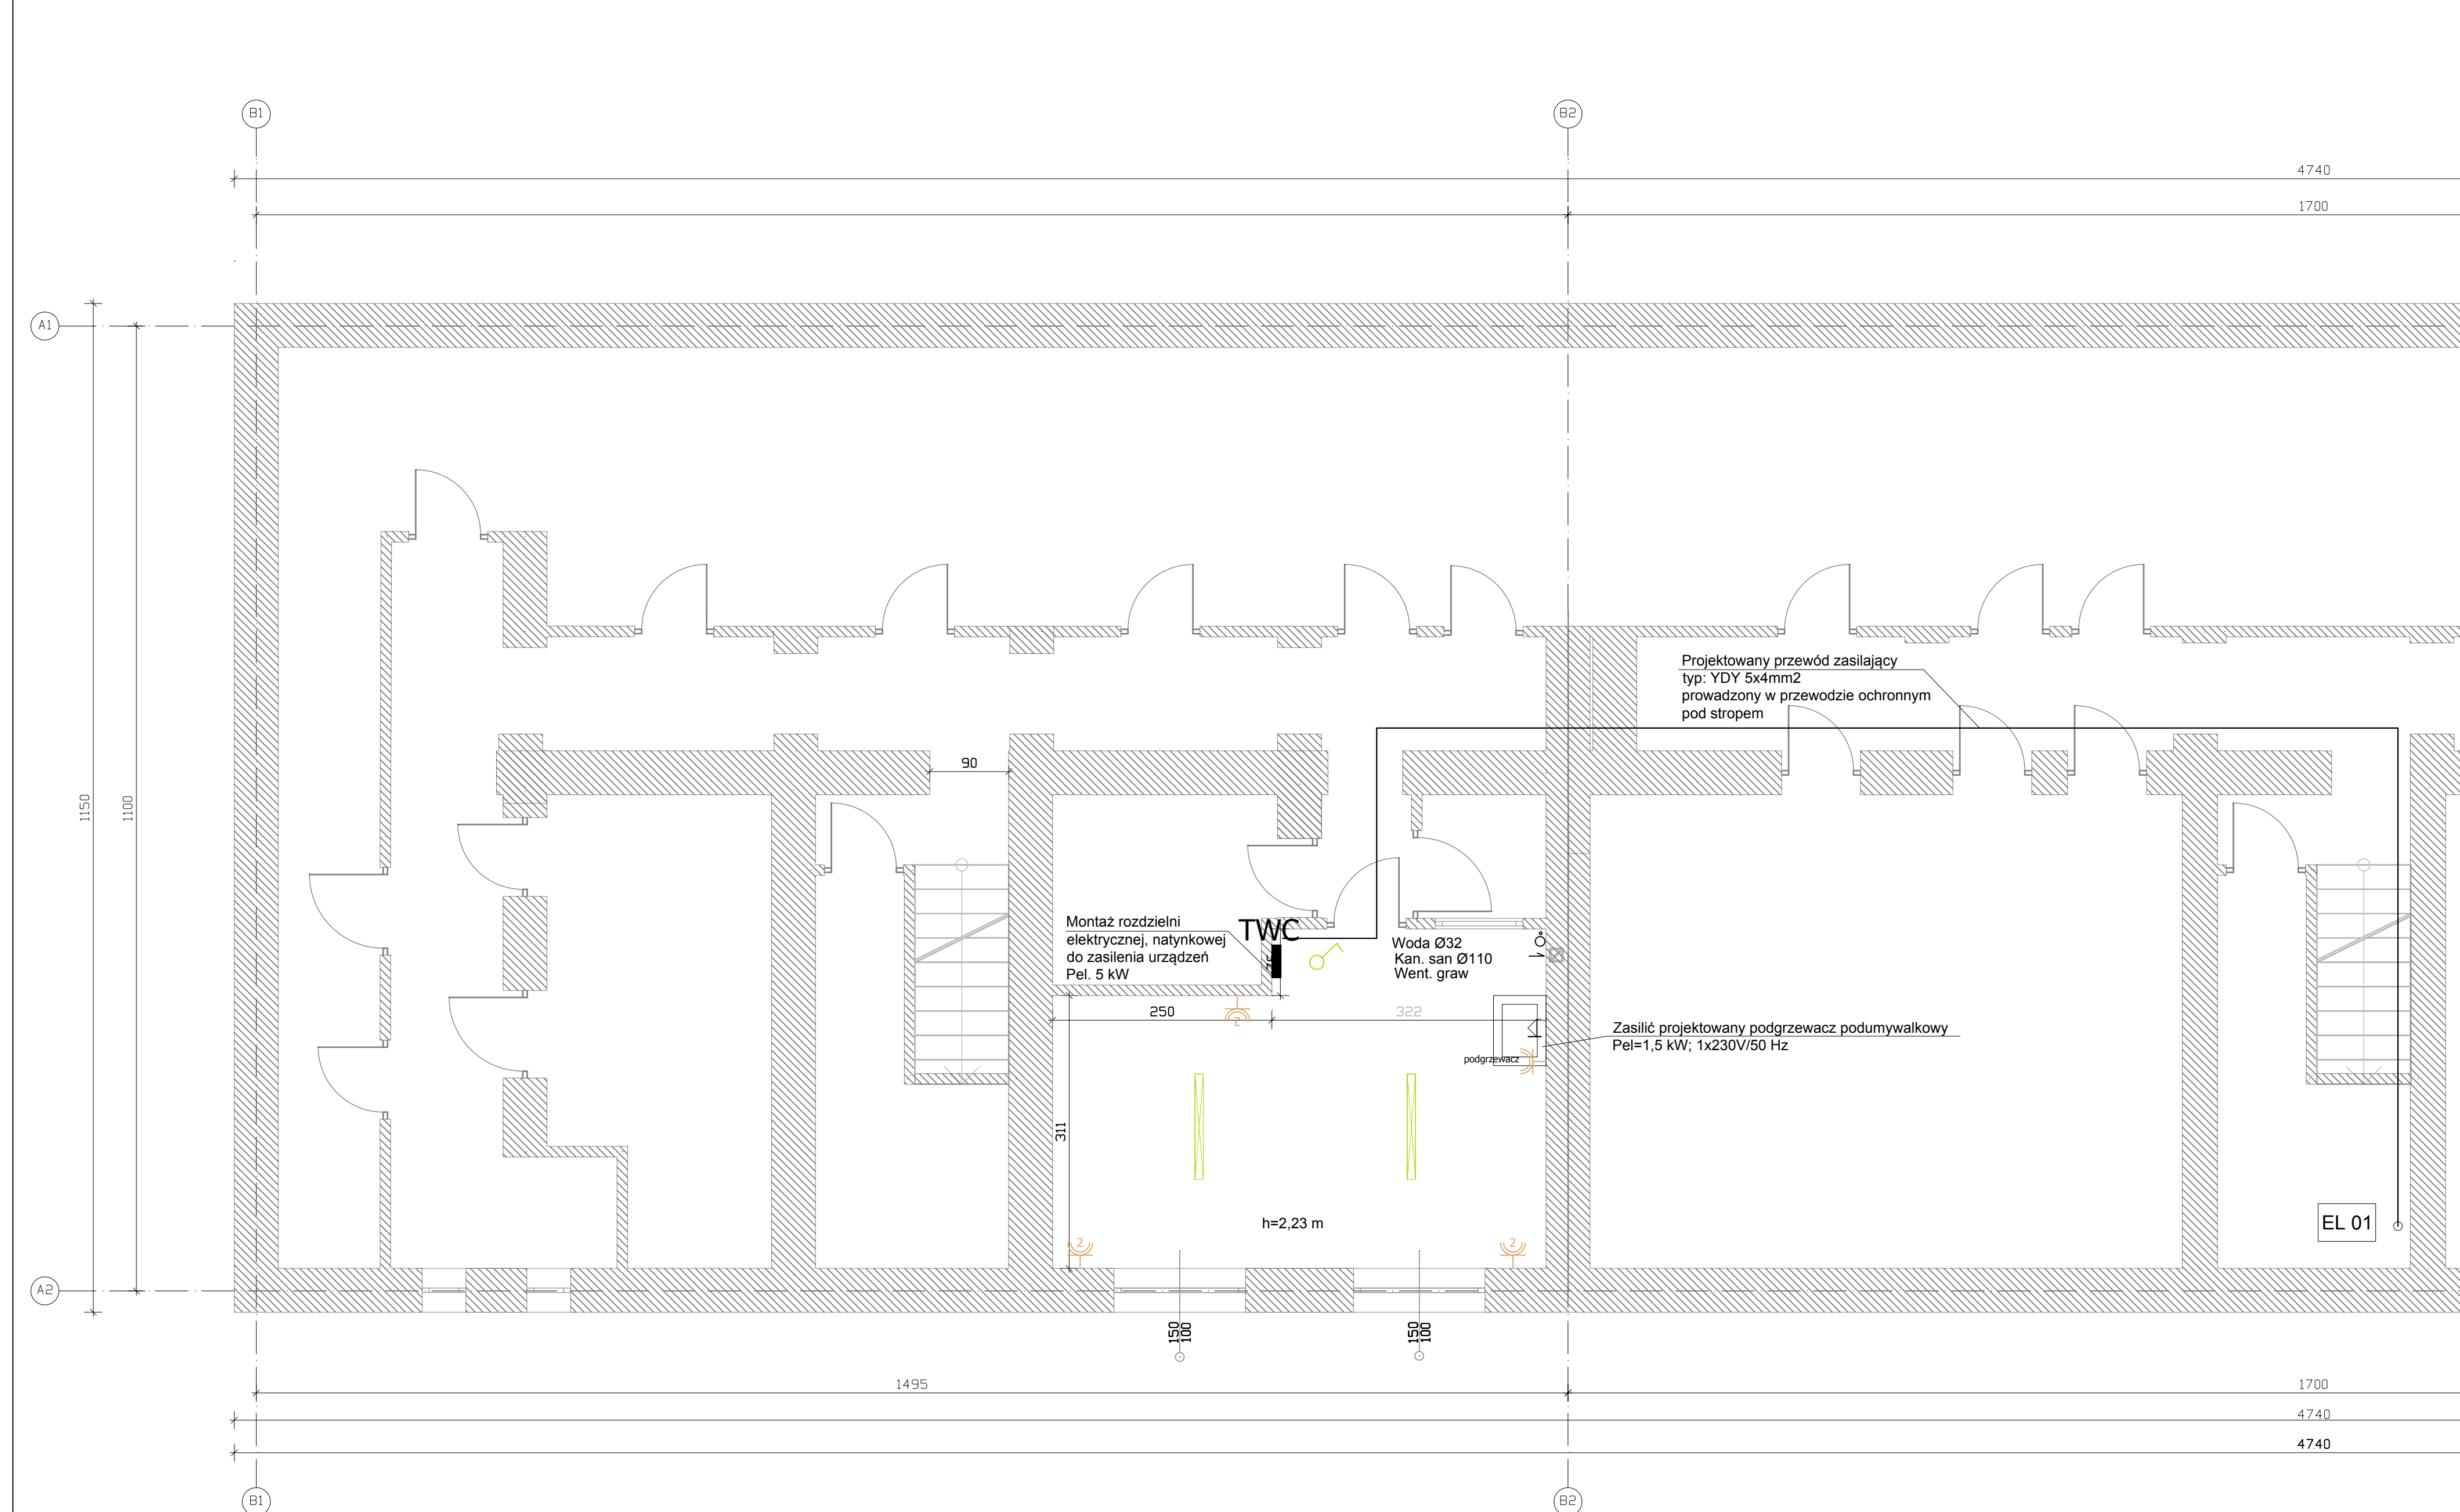 B1
B2
4740
1700
A1
Projektowany przewód zasilający
typ: YDY 5x4mm2
prowadzony w przewodzie ochronnym
pod stropem
90
1150
1100
Montaż rozdzielni
elektrycznej, natynkowej
do zasilenia urządzeń
Pel. 5 kW
TWC
Woda Ø32
Kan. san Ø110
Went. graw
250
2
322
Zasilić projektowany podgrzewacz podumywalkowy
Pel=1,5 kW; 1x230V/50 Hz
podgrzewacz
311
h=2,23 m
EL 01
2
2
A2
150
100
150
100
1495
1700
4740
4740
B1
B2